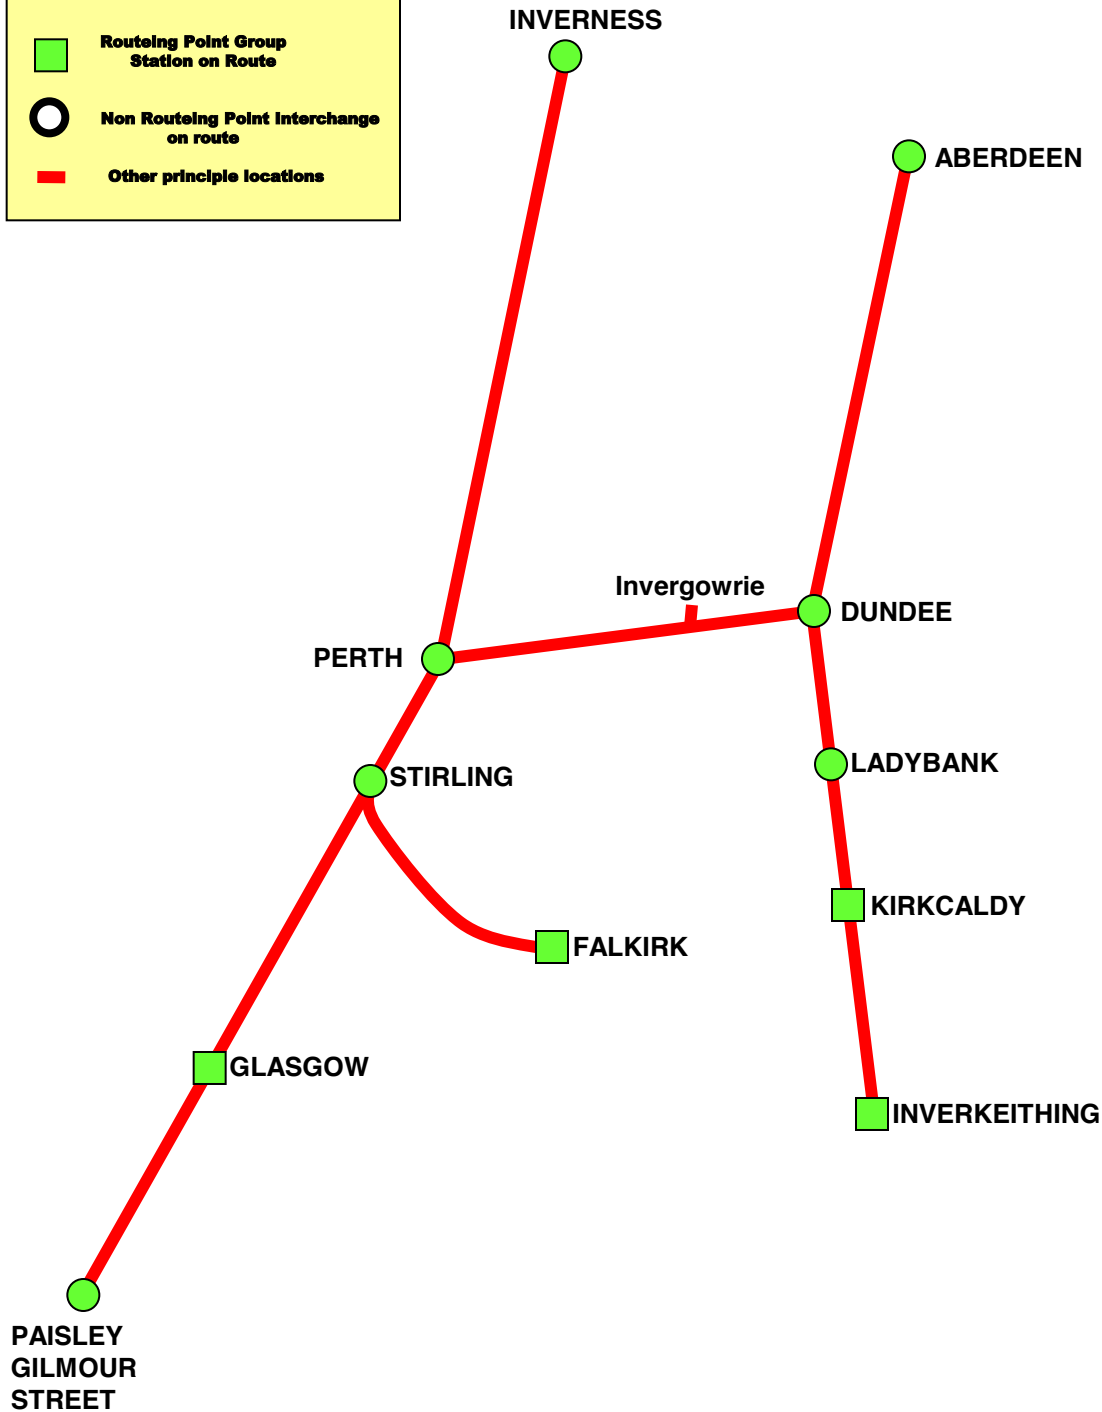 Routeing Point Group
Station on Route
Non Routeing Point Interchange
on route
Other principle locations
INVERNESS
ABERDEEN
Invergowrie
DUNDEE
PERTH
STIRLING
LADYBANK
KIRKCALDY
FALKIRK
GLASGOW
INVERKEITHING
PAISLEY
GILMOUR
STREET